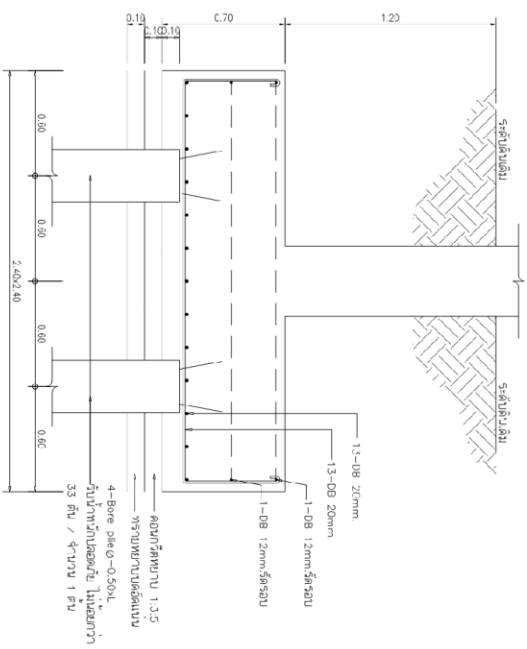 0.10
0.10
0.10
0.70
1.20
ระดับดินเดิม
ระดับดินเดิม
0.60
0.60
0.60
0.60
2.40x2.40
13-DB 20mm.
13-DB 20mm.
1-DB 12mm.รัดรอบ
1-DB 12mm.รัดรอบ
คอนกรีตหยาบ 1:3:5
ทรายหยาบบดอัดแน่น
4-Bore pile ø-0.50xL
รับน้ำหนักปลอดภัย ไม่น้อยกว่า
33 ตัน / จำนวน 1 ต้น